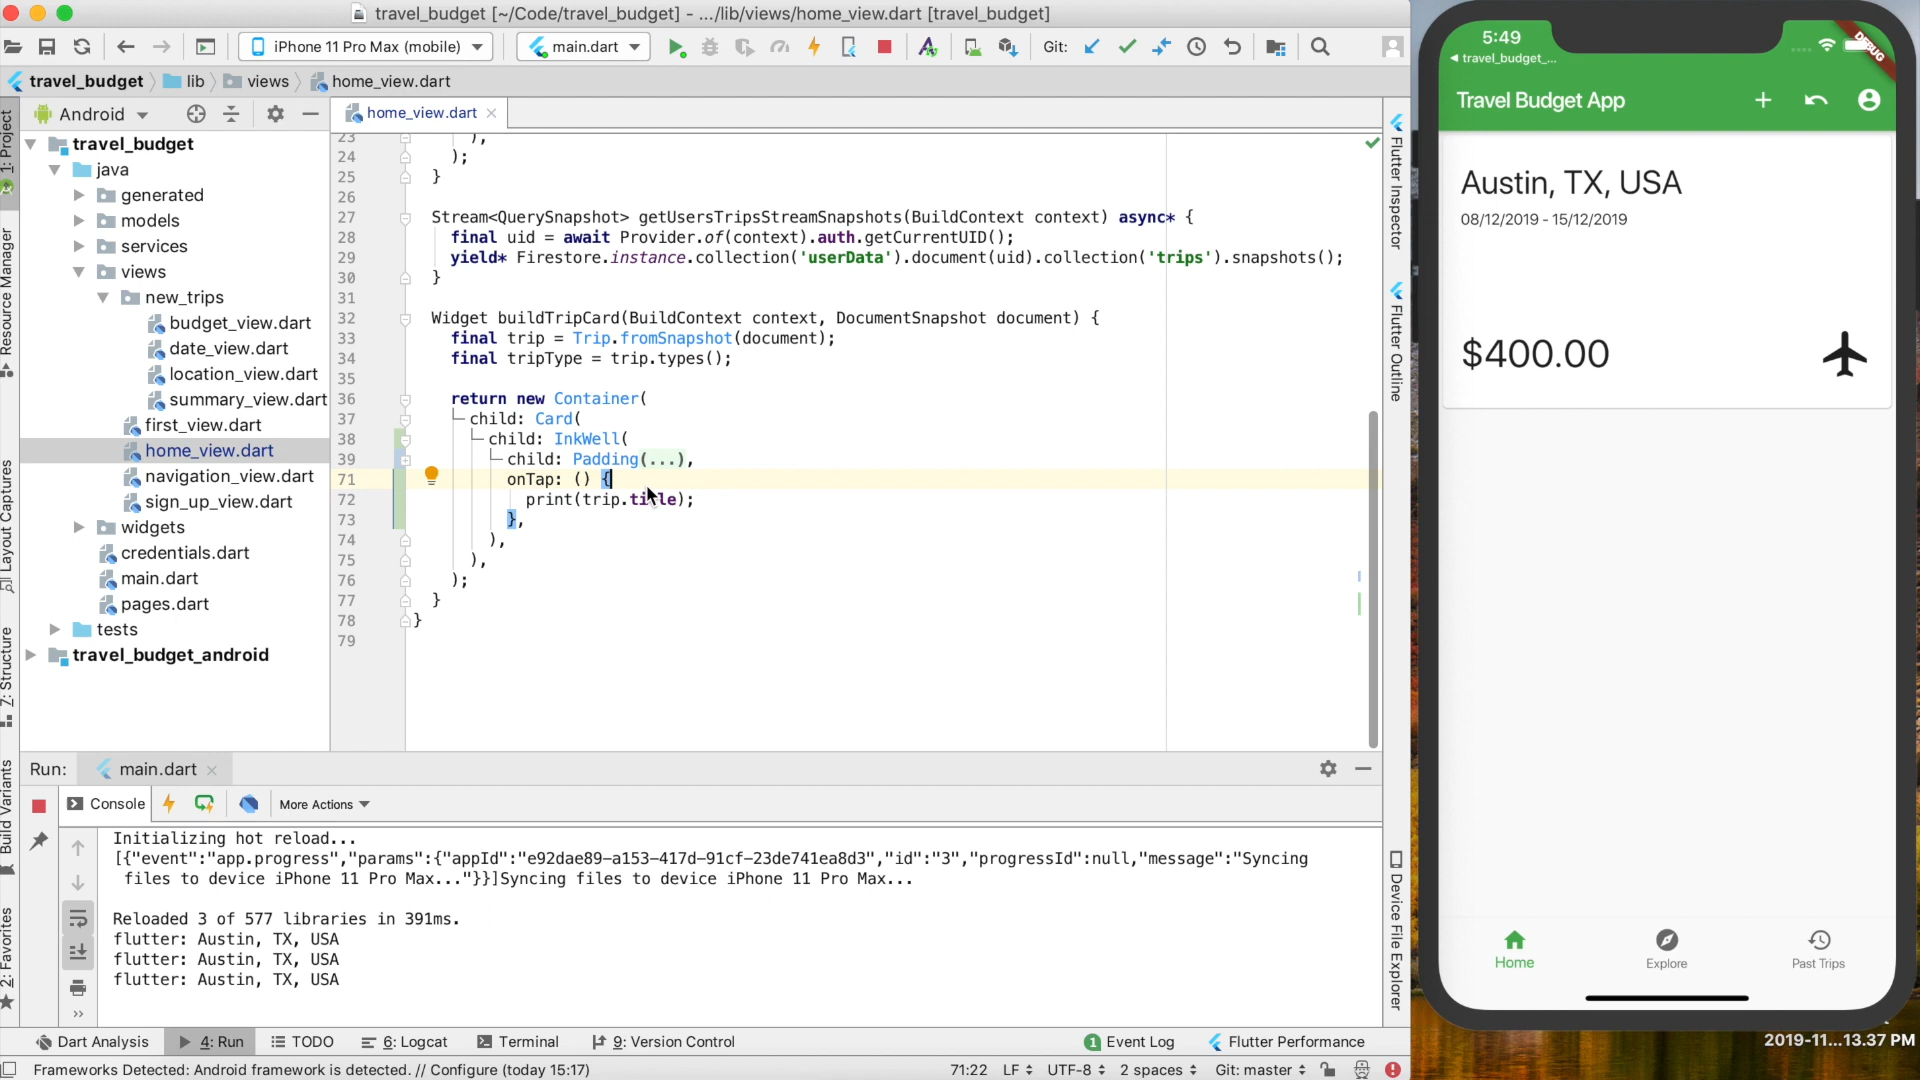 travel_budget [~/Code/travel_budget] - .../lib/views/home_view.dart [travel_budget]
iPhone 11 Pro Max (mobile)
main.dart
Git:
travel_budget
lib
views
home_view.dart
Android
home_view.dart
1: Project
Resource Manager
Layout Captures
Z: Structure
Build Variants
2: Favorites
travel_budget
java
generated
models
services
views
new_trips
budget_view.dart
date_view.dart
location_view.dart
summary_view.dart
first_view.dart
home_view.dart
navigation_view.dart
sign_up_view.dart
widgets
credentials.dart
main.dart
pages.dart
tests
travel_budget_android
23 ),
24 );
25 }
26
27 Stream<QuerySnapshot> getUsersTripsStreamSnapshots(BuildContext context) async* {
28 final uid = await Provider.of(context).auth.getCurrentUID();
29 yield* Firestore.instance.collection('userData').document(uid).collection('trips').snapshots();
30 }
31
32 Widget buildTripCard(BuildContext context, DocumentSnapshot document) {
33 final trip = Trip.fromSnapshot(document);
34 final tripType = trip.types();
35
36 return new Container(
37 child: Card(
38 child: InkWell(
39 child: Padding(...),
71 onTap: () {
72 print(trip.title);
73 },
74 ),
75 ),
76 );
77 }
78 }
79
Flutter Inspector
Flutter Outline
Device File Explorer
Run:
main.dart
Console
More Actions
Initializing hot reload...
[{"event":"app.progress","params":{"appId":"e92dae89-a153-417d-91cf-23de741ea8d3","id":"3","progressId":null,"message":"Syncing
files to device iPhone 11 Pro Max..."}}]Syncing files to device iPhone 11 Pro Max...
Reloaded 3 of 577 libraries in 391ms.
flutter: Austin, TX, USA
flutter: Austin, TX, USA
flutter: Austin, TX, USA
Dart Analysis
4: Run
TODO
6: Logcat
Terminal
9: Version Control
1 Event Log
Flutter Performance
Frameworks Detected: Android framework is detected. // Configure (today 15:17)
71:22
LF
UTF-8
2 spaces
Git: master
5:49
travel_budget_...
DEBUG
Travel Budget App
Austin, TX, USA
08/12/2019 - 15/12/2019
$400.00
Home
Explore
Past Trips
2019-11...13.37 PM